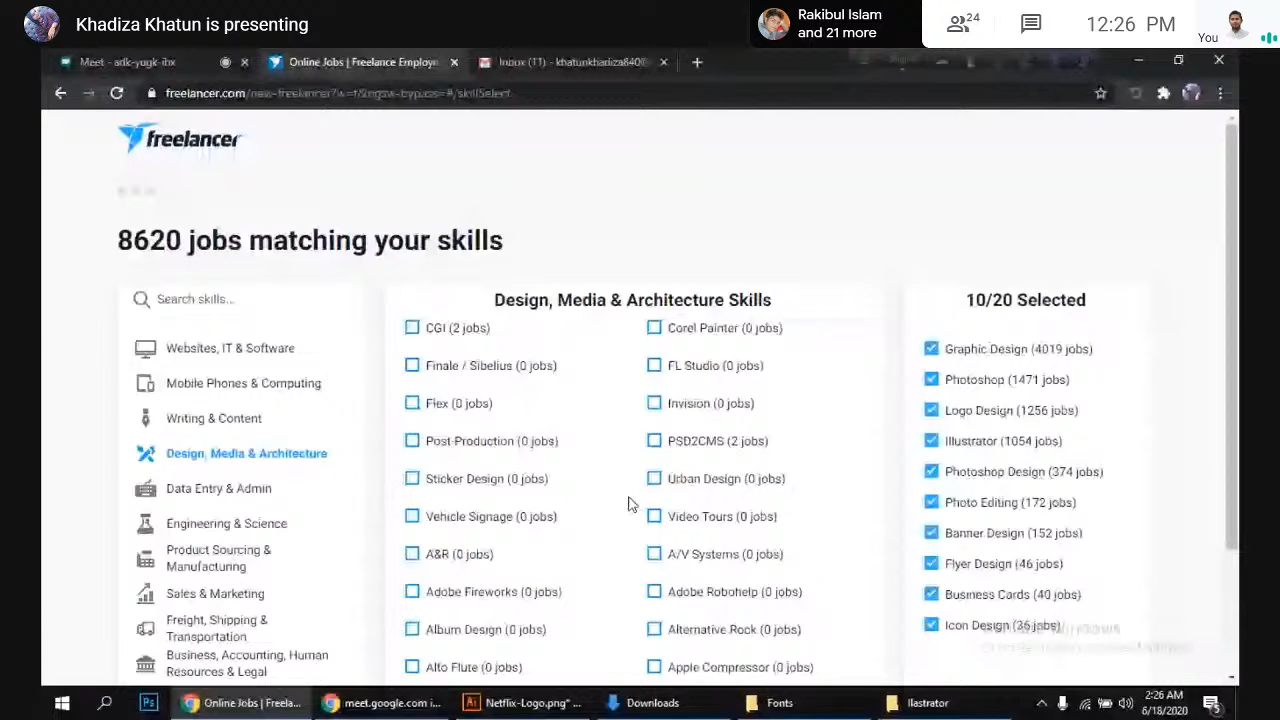 Khadiza Khatun is presenting
Rakibul Islam
and 21 more
24
12:26 PM
You
Meet - adk-yugk-ihx
Online Jobs | Freelance Employ
Inbox (11) - khatunkhadiza840
freelancer.com/new-freelancer?w=f&ngsw-bypass=#/skillSelect
freelancer
8620 jobs matching your skills
Search skills...
Websites, IT & Software
Mobile Phones & Computing
Writing & Content
Design, Media & Architecture
Data Entry & Admin
Engineering & Science
Product Sourcing &
Manufacturing
Sales & Marketing
Freight, Shipping &
Transportation
Business, Accounting, Human
Resources & Legal
Design, Media & Architecture Skills
CGI (2 jobs)
Corel Painter (0 jobs)
Finale / Sibelius (0 jobs)
FL Studio (0 jobs)
Flex (0 jobs)
Invision (0 jobs)
Post-Production (0 jobs)
PSD2CMS (2 jobs)
Sticker Design (0 jobs)
Urban Design (0 jobs)
Vehicle Signage (0 jobs)
Video Tours (0 jobs)
A&R (0 jobs)
A/V Systems (0 jobs)
Adobe Fireworks (0 jobs)
Adobe Robohelp (0 jobs)
Album Design (0 jobs)
Alternative Rock (0 jobs)
Alto Flute (0 jobs)
Apple Compressor (0 jobs)
10/20 Selected
Graphic Design (4019 jobs)
Photoshop (1471 jobs)
Logo Design (1256 jobs)
Illustrator (1054 jobs)
Photoshop Design (374 jobs)
Photo Editing (172 jobs)
Banner Design (152 jobs)
Flyer Design (46 jobs)
Business Cards (40 jobs)
Icon Design (36 jobs)
Ps
Online Jobs | Freela...
meet.google.com i...
Ai
Netflix-Logo.png* ...
Downloads
Fonts
Ilastrator
2:26 AM
6/18/2020